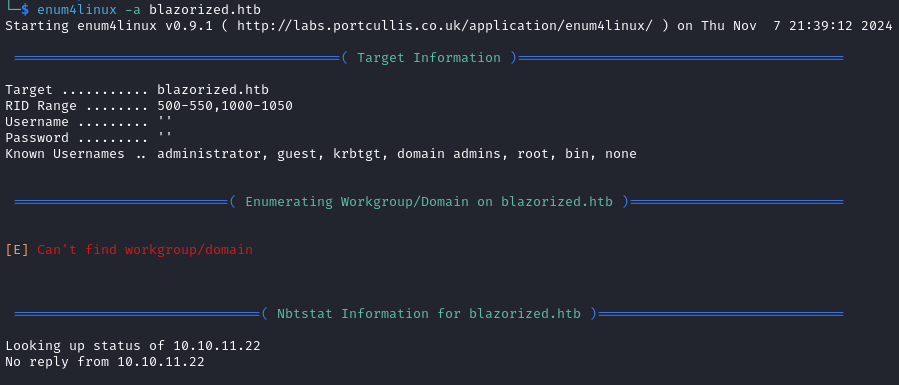 └─$ enum4linux -a blazorized.htb
Starting enum4linux v0.9.1 ( http://labs.portcullis.co.uk/application/enum4linux/ ) on Thu Nov  7 21:39:12 2024
=========================================( Target Information )=========================================
Target ........... blazorized.htb
RID Range ........ 500-550,1000-1050
Username ......... ''
Password ......... ''
Known Usernames .. administrator, guest, krbtgt, domain admins, root, bin, none
===========================( Enumerating Workgroup/Domain on blazorized.htb )===========================
[E] Can't find workgroup/domain
===============================( Nbtstat Information for blazorized.htb )===============================
Looking up status of 10.10.11.22
No reply from 10.10.11.22